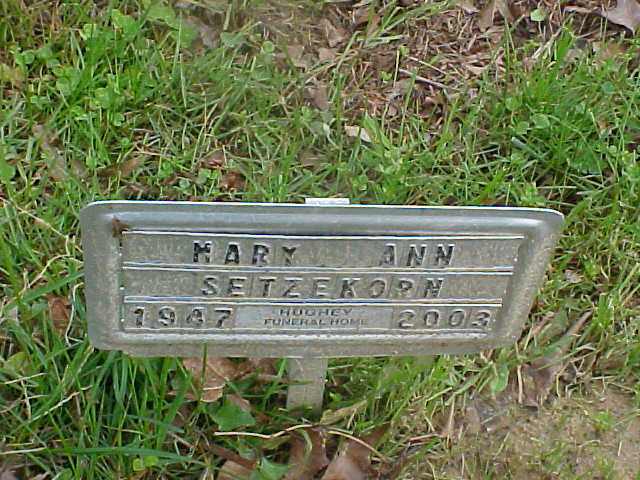 MARY ANN
SETZEKORN
1947 HUGHEY FUNERAL HOME 2003